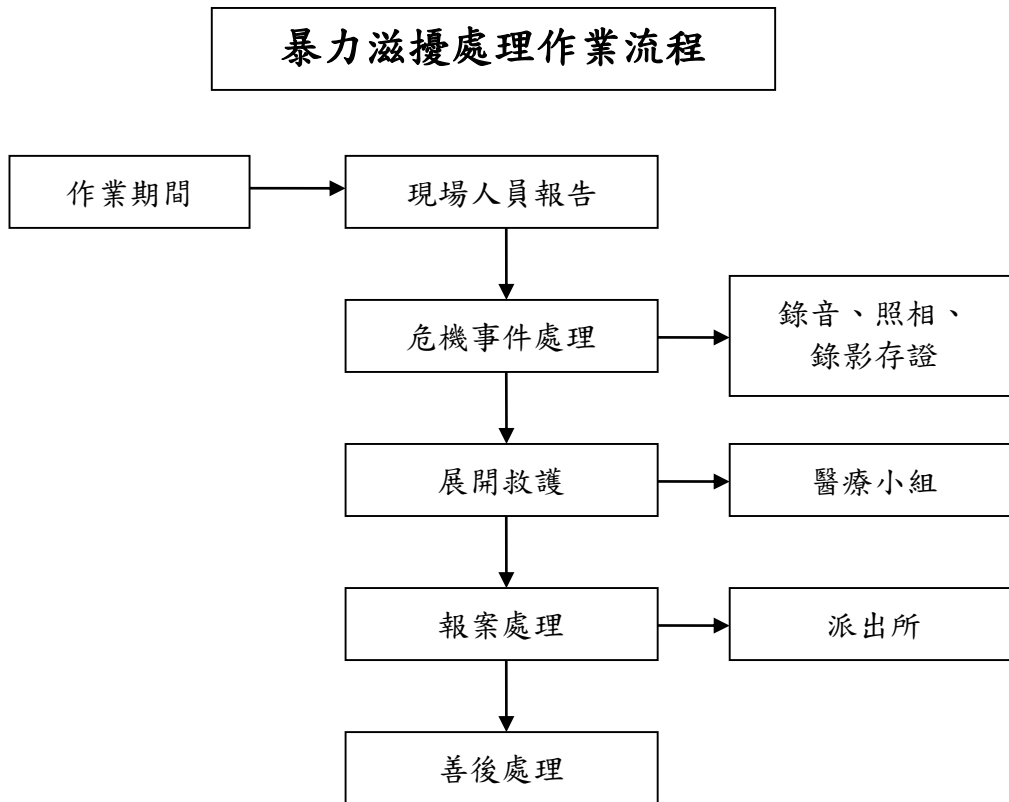 暴力滋擾處理作業流程
作業期間
現場人員報告
危機事件處理
錄音、照相、
錄影存證
展開救護
醫療小組
報案處理
派出所
善後處理